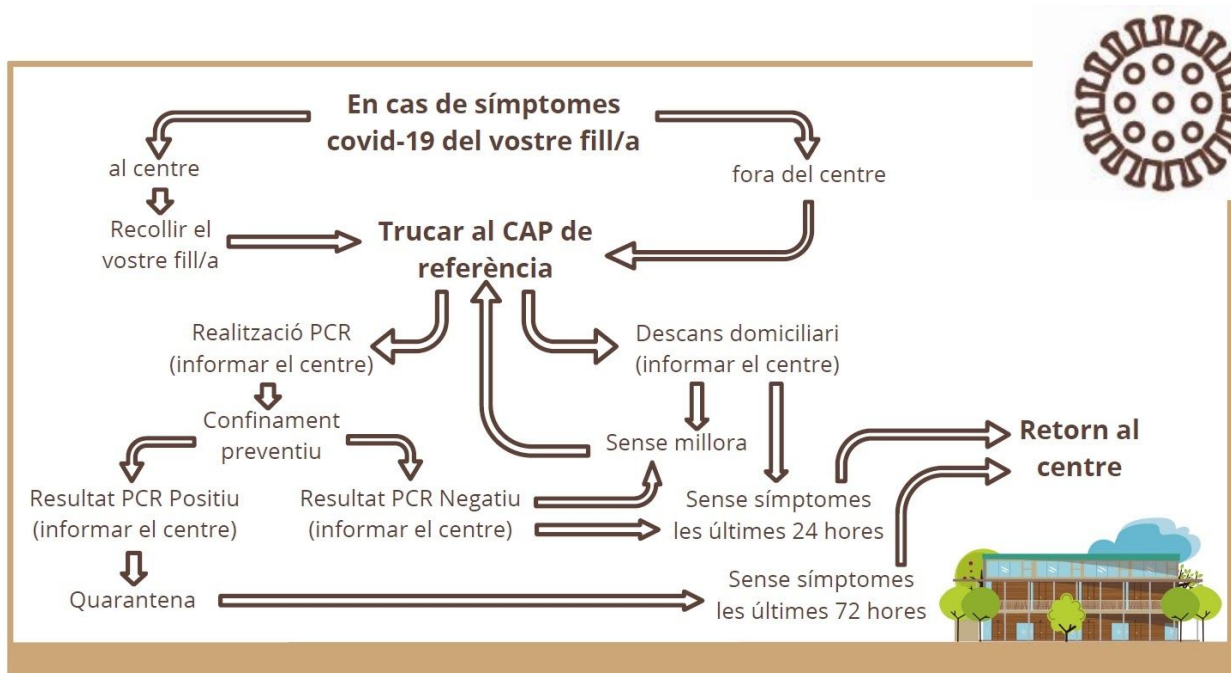 En cas de símptomes
covid-19 del vostre fill/a
al centre
fora del centre
Recollir el
vostre fill/a
Trucar al CAP de
referència
Realització PCR
(informar el centre)
Descans domiciliari
(informar el centre)
Confinament
preventiu
Sense millora
Retorn al
centre
Resultat PCR Positiu
(informar el centre)
Resultat PCR Negatiu
(informar el centre)
Sense símptomes
les últimes 24 hores
Quarantena
Sense símptomes
les últimes 72 hores